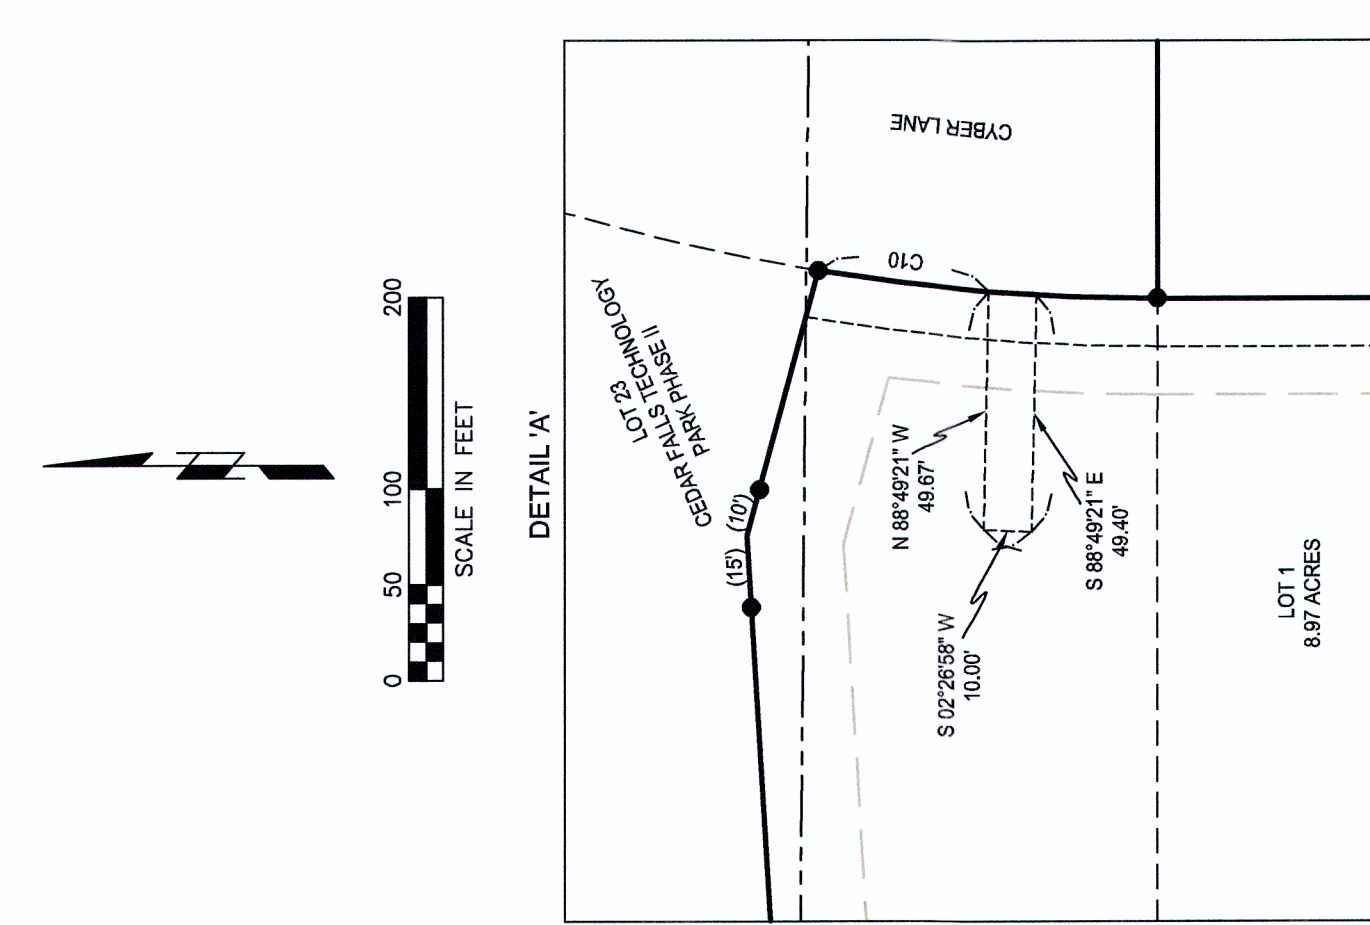 0
50
100
200
SCALE IN FEET
DETAIL 'A'
CYBER LANE
C10
LOT 23
CEDAR FALLS TECHNOLOGY
PARK PHASE II
(10')
(15')
N 88°49'21" W
49.67'
S 88°49'21" E
49.40'
S 02°26'58" W
10.00'
LOT 1
8.97 ACRES